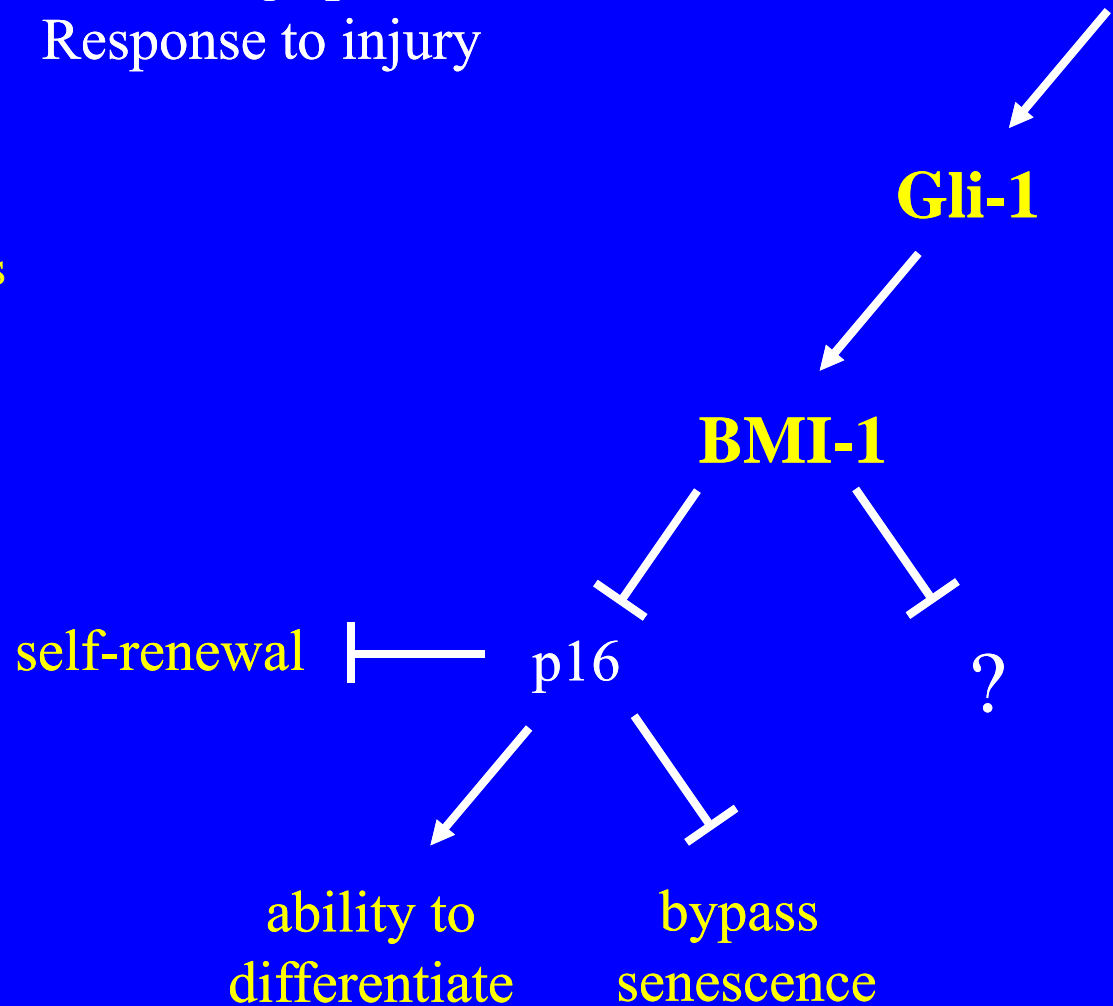 Response to injury
Gli-1
s
BMI-1
self-renewal
p16
?
ability to
differentiate
bypass
senescence